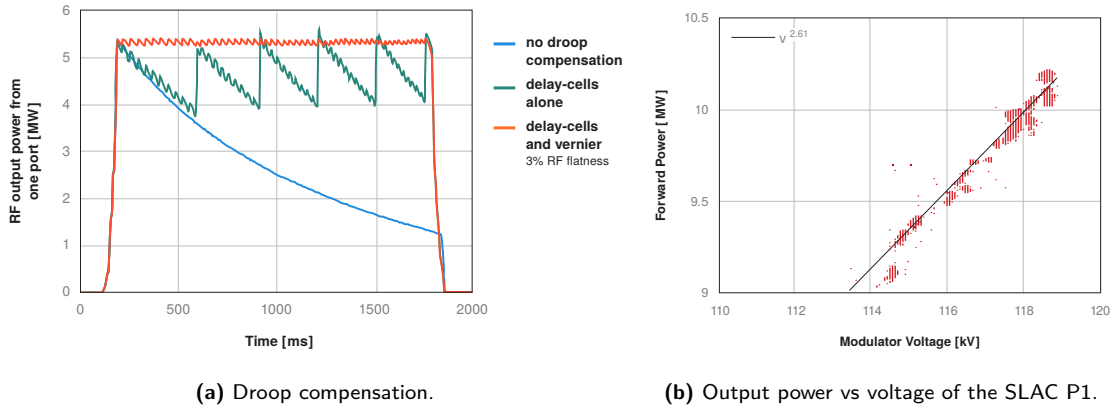 RF output power from
one port [MW]
6
5
4
3
2
1
0
0
500
1000
1500
2000
Time [ms]
no droop
compensation
delay-cells
alone
delay-cells
and vernier
3% RF flatness
(a) Droop compensation.
Forward Power [MW]
10.5
10
9.5
9
110
112
114
116
118
120
v^2.61
Modulator Voltage [kV]
(b) Output power vs voltage of the SLAC P1.